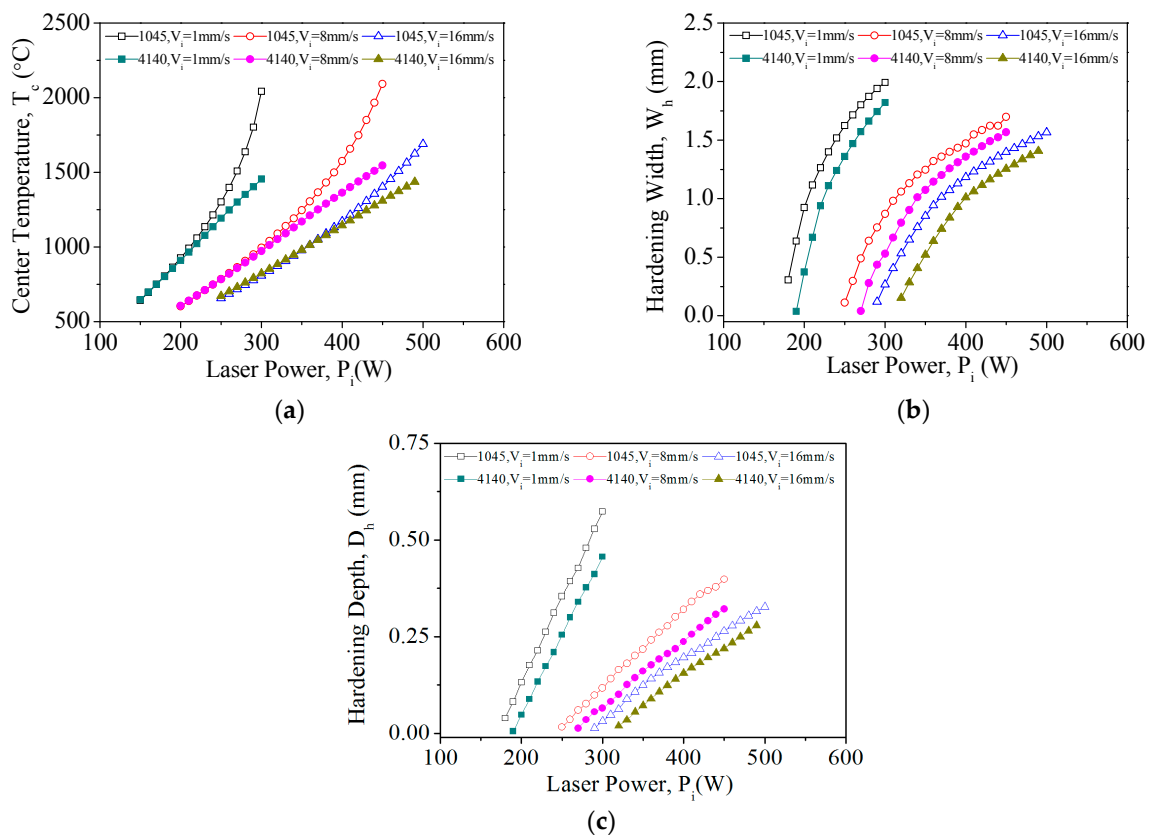 (a)
2500
2000
1500
1000
500
Center Temperature, T_c (°C)
1045,V_i=1mm/s 1045,V_i=8mm/s 1045,V_i=16mm/s
4140,V_i=1mm/s 4140,V_i=8mm/s 4140,V_i=16mm/s
100 200 300 400 500 600
Laser Power, P_i(W)
(b)
2.5
2.0
1.5
1.0
0.5
0.0
Hardening Width, W_h (mm)
1045,V_i=1mm/s 1045,V_i=8mm/s 1045,V_i=16mm/s
4140,V_i=1mm/s 4140,V_i=8mm/s 4140,V_i=16mm/s
100 200 300 400 500 600
Laser Power, P_i (W)
(a)
(b)
0.75
0.50
0.25
0.00
Hardening Depth, D_h (mm)
1045,V_i=1mm/s 1045,V_i=8mm/s 1045,V_i=16mm/s
4140,V_i=1mm/s 4140,V_i=8mm/s 4140,V_i=16mm/s
100 200 300 400 500 600
Laser Power, P_i(W)
(c)